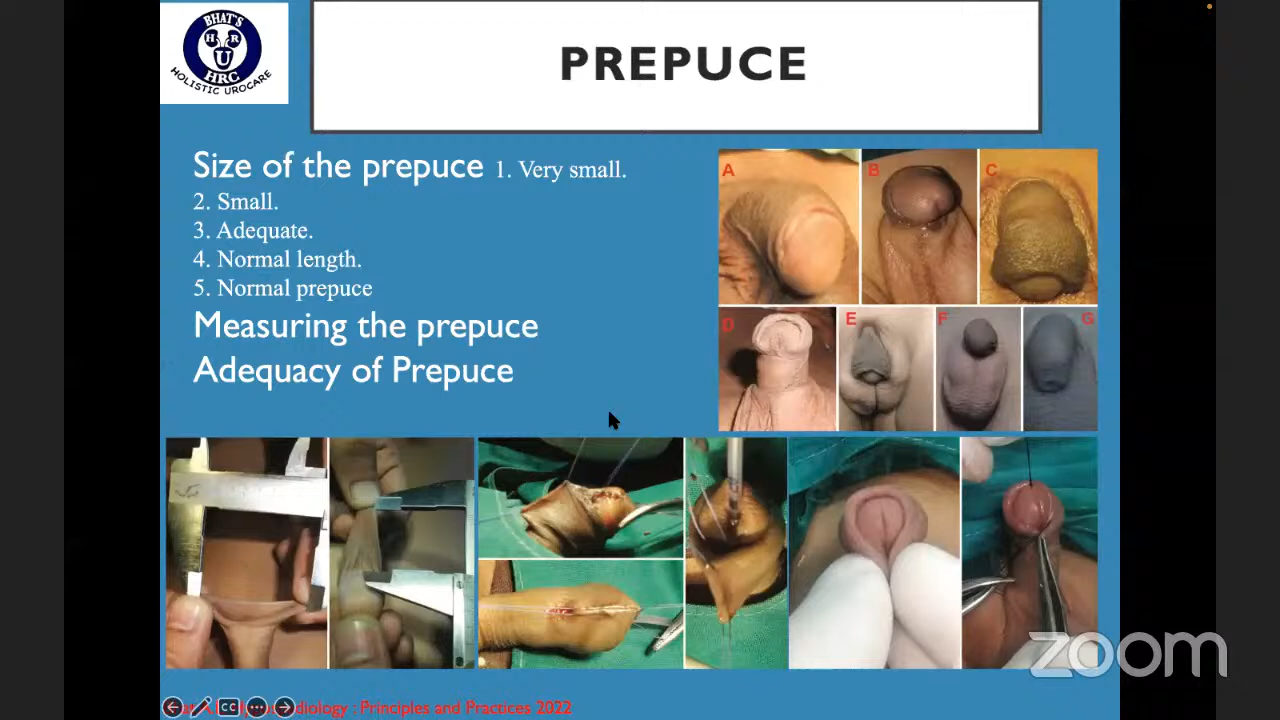 BHAT'S
H R
U
HRC
HOLISTIC UROCARE
PREPUCE
Size of the prepuce 1. Very small.
2. Small.
3. Adequate.
4. Normal length.
5. Normal prepuce
Measuring the prepuce
Adequacy of Prepuce
A B C
D E F G
CC
: Principles and Practices 2022
zoom